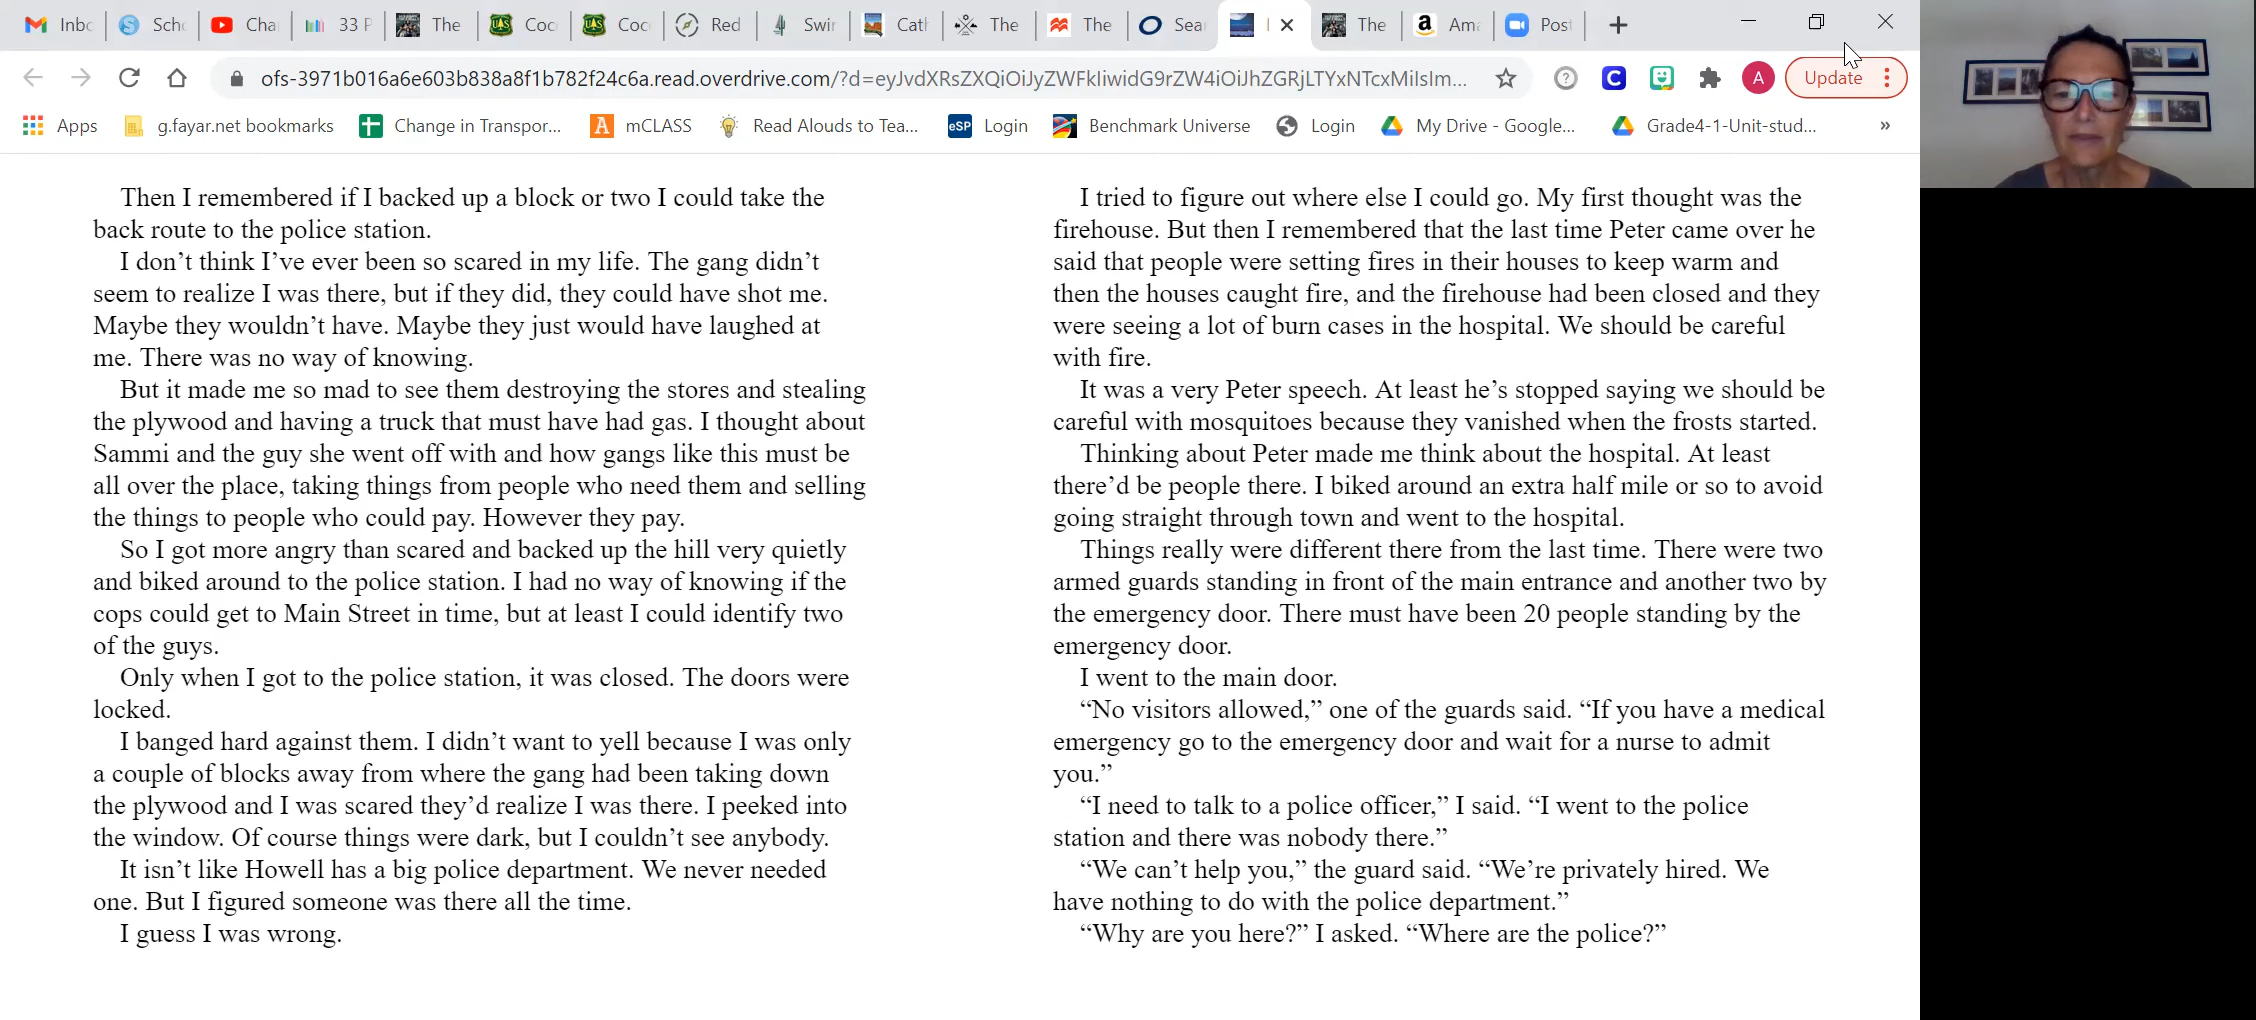 Inbc
Scho
Cha
33 P
The
Coc
Coc
Red
Swir
Cath
The
The
Sea
The
Ama
Post
ofs-3971b016a6e603b838a8f1b782f24c6a.read.overdrive.com/?d=eyJvdXRsZXQiOiJyZWFkIiwidG9rZW4iOiJhZGRjLTYxNTcxMiIsIm...
A
Update
Apps
g.fayar.net bookmarks
Change in Transpor...
mCLASS
Read Alouds to Tea...
eSP
Login
Benchmark Universe
Login
My Drive - Google...
Grade4-1-Unit-stud...
»
Then I remembered if I backed up a block or two I could take the
back route to the police station.
I don’t think I’ve ever been so scared in my life. The gang didn’t
seem to realize I was there, but if they did, they could have shot me.
Maybe they wouldn’t have. Maybe they just would have laughed at
me. There was no way of knowing.
But it made me so mad to see them destroying the stores and stealing
the plywood and having a truck that must have had gas. I thought about
Sammi and the guy she went off with and how gangs like this must be
all over the place, taking things from people who need them and selling
the things to people who could pay. However they pay.
So I got more angry than scared and backed up the hill very quietly
and biked around to the police station. I had no way of knowing if the
cops could get to Main Street in time, but at least I could identify two
of the guys.
Only when I got to the police station, it was closed. The doors were
locked.
I banged hard against them. I didn’t want to yell because I was only
a couple of blocks away from where the gang had been taking down
the plywood and I was scared they’d realize I was there. I peeked into
the window. Of course things were dark, but I couldn’t see anybody.
It isn’t like Howell has a big police department. We never needed
one. But I figured someone was there all the time.
I guess I was wrong.
I tried to figure out where else I could go. My first thought was the
firehouse. But then I remembered that the last time Peter came over he
said that people were setting fires in their houses to keep warm and
then the houses caught fire, and the firehouse had been closed and they
were seeing a lot of burn cases in the hospital. We should be careful
with fire.
It was a very Peter speech. At least he’s stopped saying we should be
careful with mosquitoes because they vanished when the frosts started.
Thinking about Peter made me think about the hospital. At least
there’d be people there. I biked around an extra half mile or so to avoid
going straight through town and went to the hospital.
Things really were different there from the last time. There were two
armed guards standing in front of the main entrance and another two by
the emergency door. There must have been 20 people standing by the
emergency door.
I went to the main door.
“No visitors allowed,” one of the guards said. “If you have a medical
emergency go to the emergency door and wait for a nurse to admit
you.”
“I need to talk to a police officer,” I said. “I went to the police
station and there was nobody there.”
“We can’t help you,” the guard said. “We’re privately hired. We
have nothing to do with the police department.”
“Why are you here?” I asked. “Where are the police?”